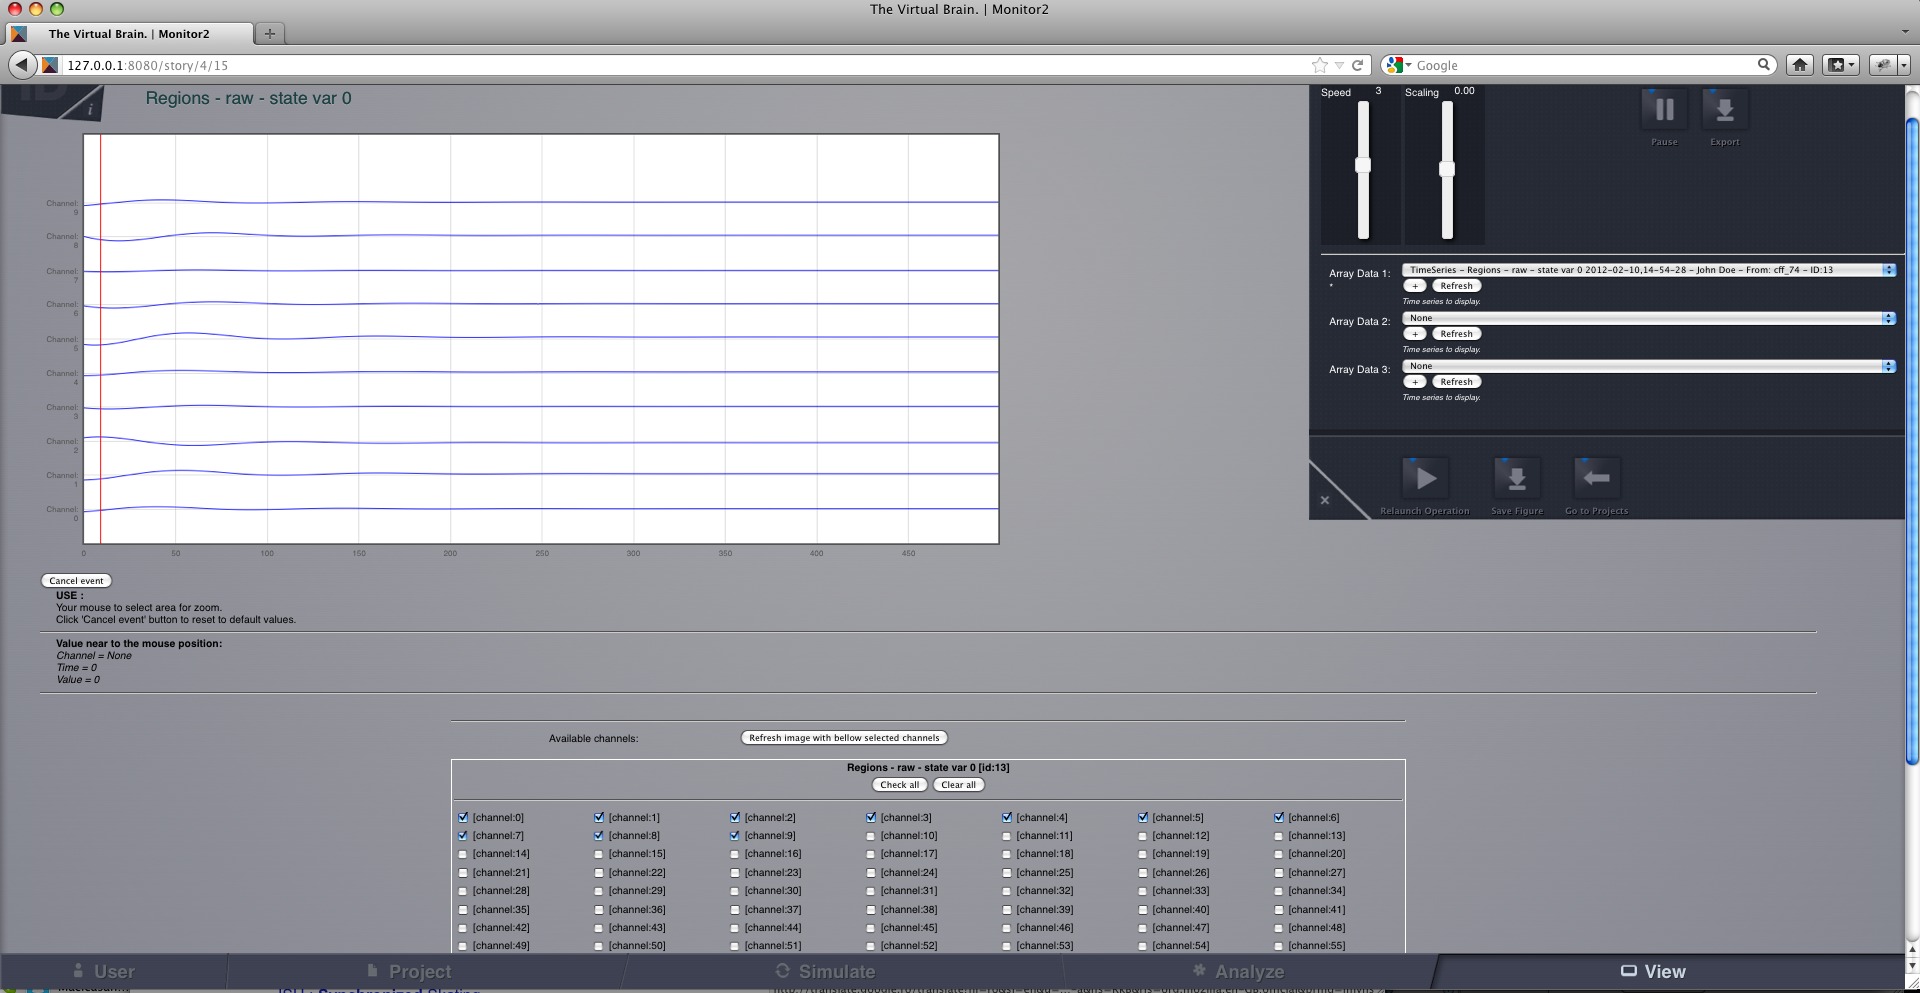 The Virtual Brain. | Monitor2
The Virtual Brain. | Monitor2
127.0.0.1:8080/story/4/15
Google
Regions - raw - state var 0
Speed 3 Scaling 0.00
Pause Export
Channel: 9
Channel: 8
Channel: 7
Channel: 6
Channel: 5
Channel: 4
Channel: 3
Channel: 2
Channel: 1
Channel: 0
0 50 100 150 200 250 300 350 400 450
Array Data 1: * TimeSeries - Regions - raw - state var 0 2012-02-10,14-54-28 - John Doe - From: cff_74 - ID:13
+ Refresh
Time series to display.
Array Data 2: None
+ Refresh
Time series to display.
Array Data 3: None
+ Refresh
Time series to display.
Relaunch Operation Save Figure Go to Projects
Cancel event
USE :
Your mouse to select area for zoom.
Click 'Cancel event' button to reset to default values.
Value near to the mouse position:
Channel = None
Time = 0
Value = 0
Available channels: Refresh image with bellow selected channels
Regions - raw - state var 0 [id:13]
Check all Clear all
[channel:0] [channel:1] [channel:2] [channel:3] [channel:4] [channel:5] [channel:6]
[channel:7] [channel:8] [channel:9] [channel:10] [channel:11] [channel:12] [channel:13]
[channel:14] [channel:15] [channel:16] [channel:17] [channel:18] [channel:19] [channel:20]
[channel:21] [channel:22] [channel:23] [channel:24] [channel:25] [channel:26] [channel:27]
[channel:28] [channel:29] [channel:30] [channel:31] [channel:32] [channel:33] [channel:34]
[channel:35] [channel:36] [channel:37] [channel:38] [channel:39] [channel:40] [channel:41]
[channel:42] [channel:43] [channel:44] [channel:45] [channel:46] [channel:47] [channel:48]
[channel:49] [channel:50] [channel:51] [channel:52] [channel:53] [channel:54] [channel:55]
User Project Simulate Analyze View